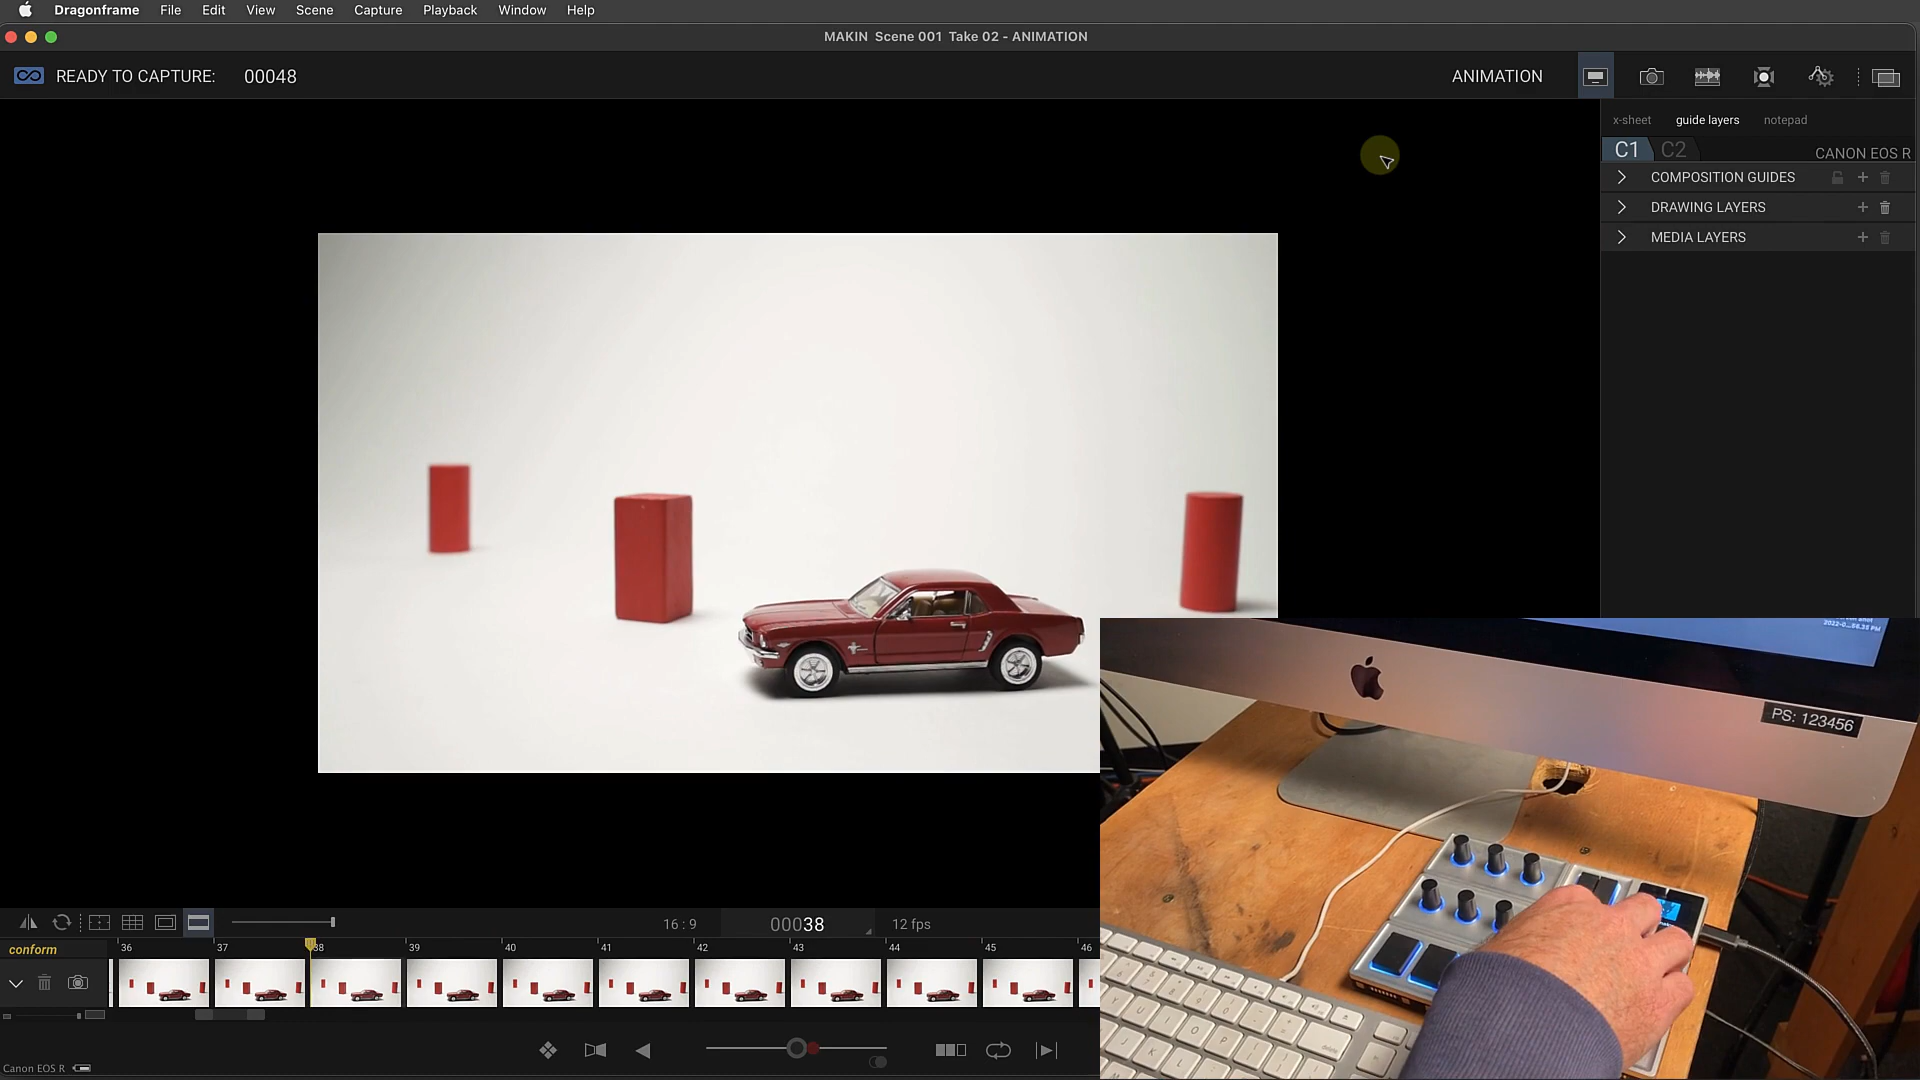 Dragonframe File Edit View Scene Capture Playback Window Help
MAKIN Scene 001 Take 02 - ANIMATION
READY TO CAPTURE: 00048
ANIMATION
x-sheet guide layers notepad
C1 C2 CANON EOS R
COMPOSITION GUIDES
DRAWING LAYERS
MEDIA LAYERS
PS: 123456
16 : 9 00038 12 fps
conform 36 37 38 39 40 41 42 43 44 45 46
Canon EOS R